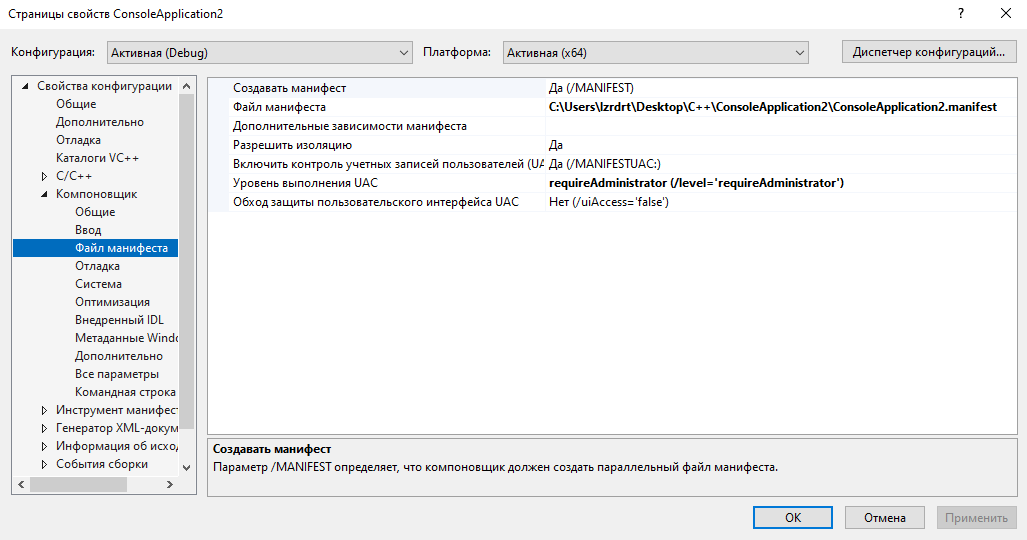 Страницы свойств ConsoleApplication2
?
Конфигурация: Активная (Debug) Платформа: Активная (x64) Диспетчер конфигураций...
Свойства конфигурации
Общие
Дополнительно
Отладка
Каталоги VC++
C/C++
Компоновщик
Общие
Ввод
Файл манифеста
Отладка
Система
Оптимизация
Внедренный IDL
Метаданные Windo
Дополнительно
Все параметры
Командная строка
Инструмент манифест
Генератор XML-докум
Информация об исход
События сборки
Создавать манифест Да (/MANIFEST)
Файл манифеста C:\Users\lzrdrt\Desktop\C++\ConsoleApplication2\ConsoleApplication2.manifest
Дополнительные зависимости манифеста
Разрешить изоляцию Да
Включить контроль учетных записей пользователей (UA Да (/MANIFESTUAC:)
Уровень выполнения UAC requireAdministrator (/level='requireAdministrator')
Обход защиты пользовательского интерфейса UAC Нет (/uiAccess='false')
Создавать манифест
Параметр /MANIFEST определяет, что компоновщик должен создать параллельный файл манифеста.
ОК Отмена Применить